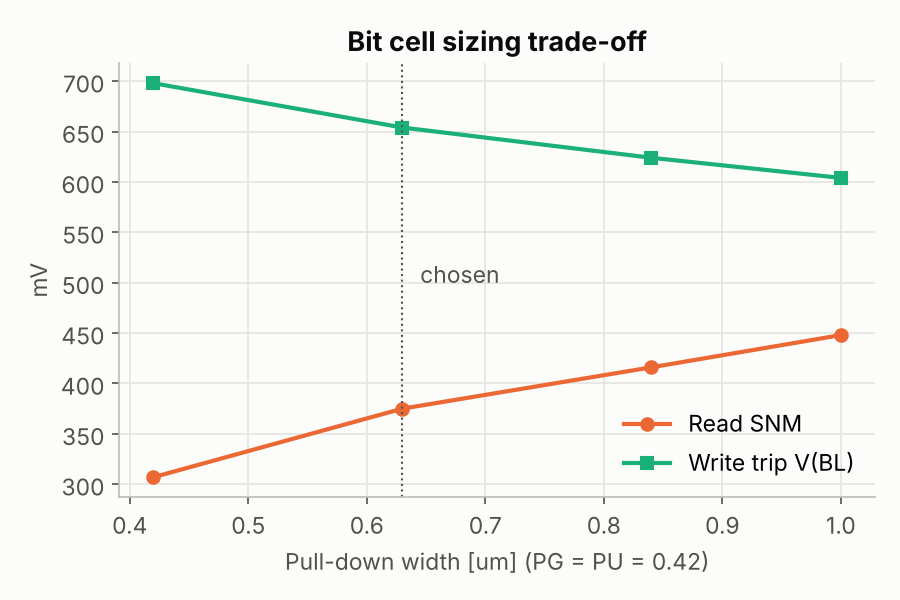 Bit cell sizing trade-off
700
650
600
550
500
450
400
350
300
mV
chosen
Read SNM
Write trip V(BL)
0.4 0.5 0.6 0.7 0.8 0.9 1.0
Pull-down width [um] (PG = PU = 0.42)